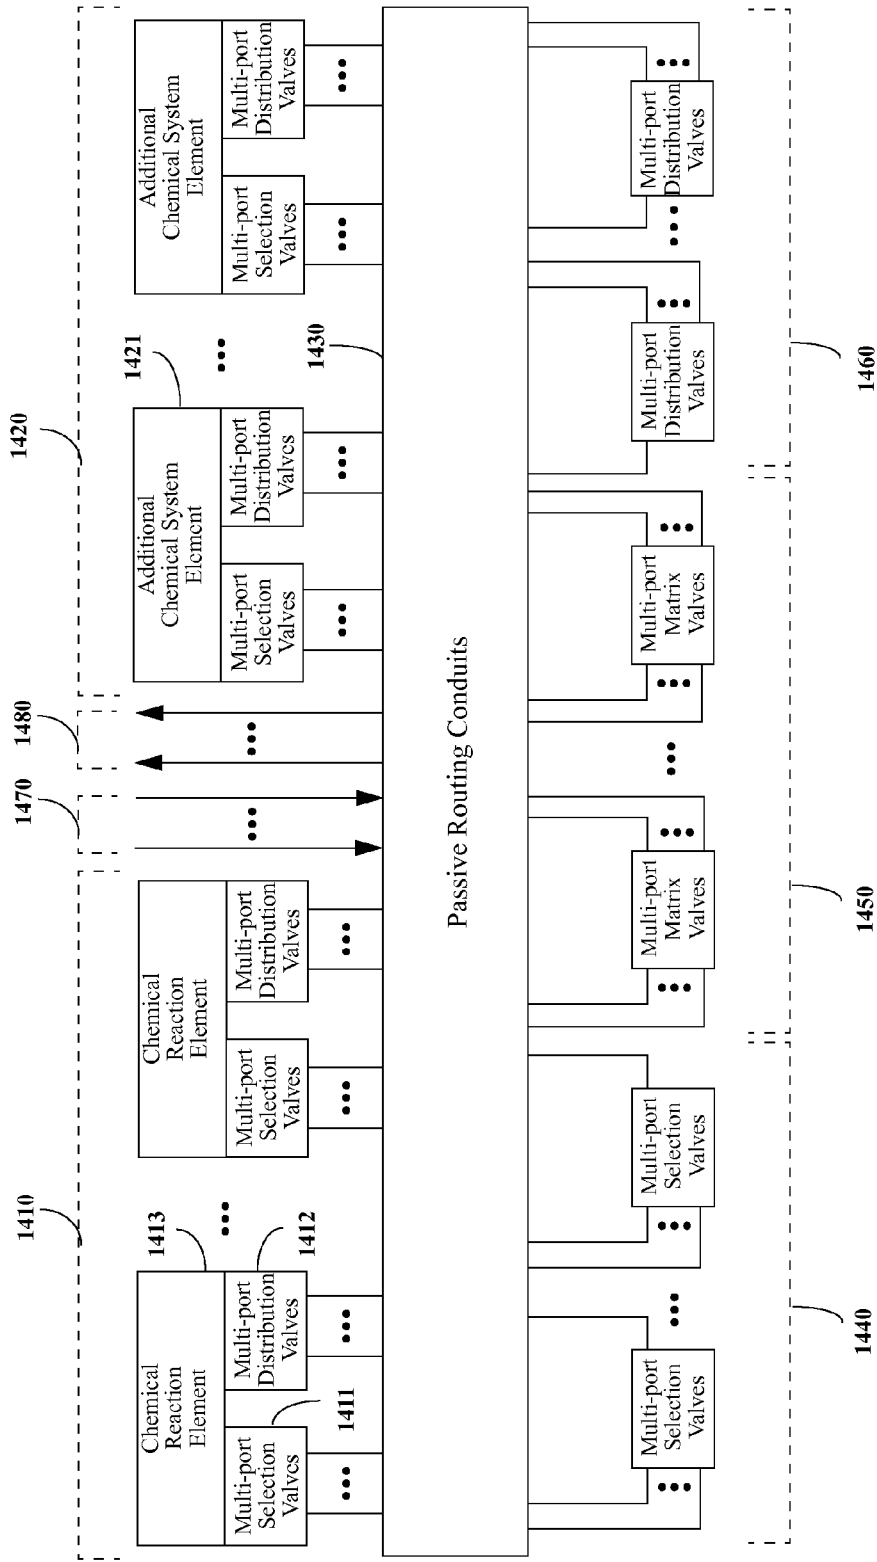 1410
1470
1480
1420
1413
1421
Chemical
Reaction
Element
Multi-port
Selection
Valves
1411
Multi-port
Distribution
Valves
1412
...
Chemical
Reaction
Element
Multi-port
Selection
Valves
Multi-port
Distribution
Valves
Additional
Chemical System
Element
Multi-port
Selection
Valves
Multi-port
Distribution
Valves
...
Additional
Chemical System
Element
Multi-port
Selection
Valves
Multi-port
Distribution
Valves
1430
Passive Routing Conduits
Multi-port
Selection
Valves
...
Multi-port
Selection
Valves
Multi-port
Matrix
Valves
...
Multi-port
Matrix
Valves
Multi-port
Distribution
Valves
...
Multi-port
Distribution
Valves
1440
1450
1460